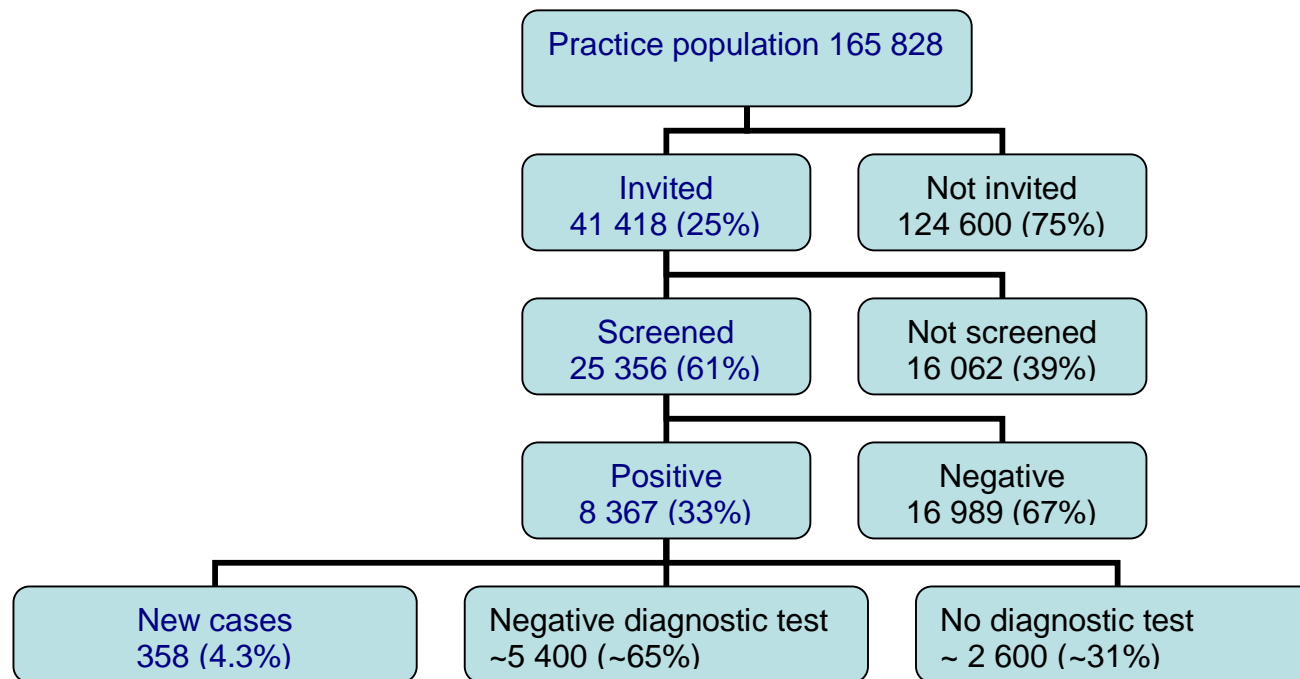 Practice population 165 828
Invited
41 418 (25%)
Not invited
124 600 (75%)
Screened
25 356 (61%)
Not screened
16 062 (39%)
Positive
8 367 (33%)
Negative
16 989 (67%)
New cases
358 (4.3%)
Negative diagnostic test
~5 400 (~65%)
No diagnostic test
~ 2 600 (~31%)